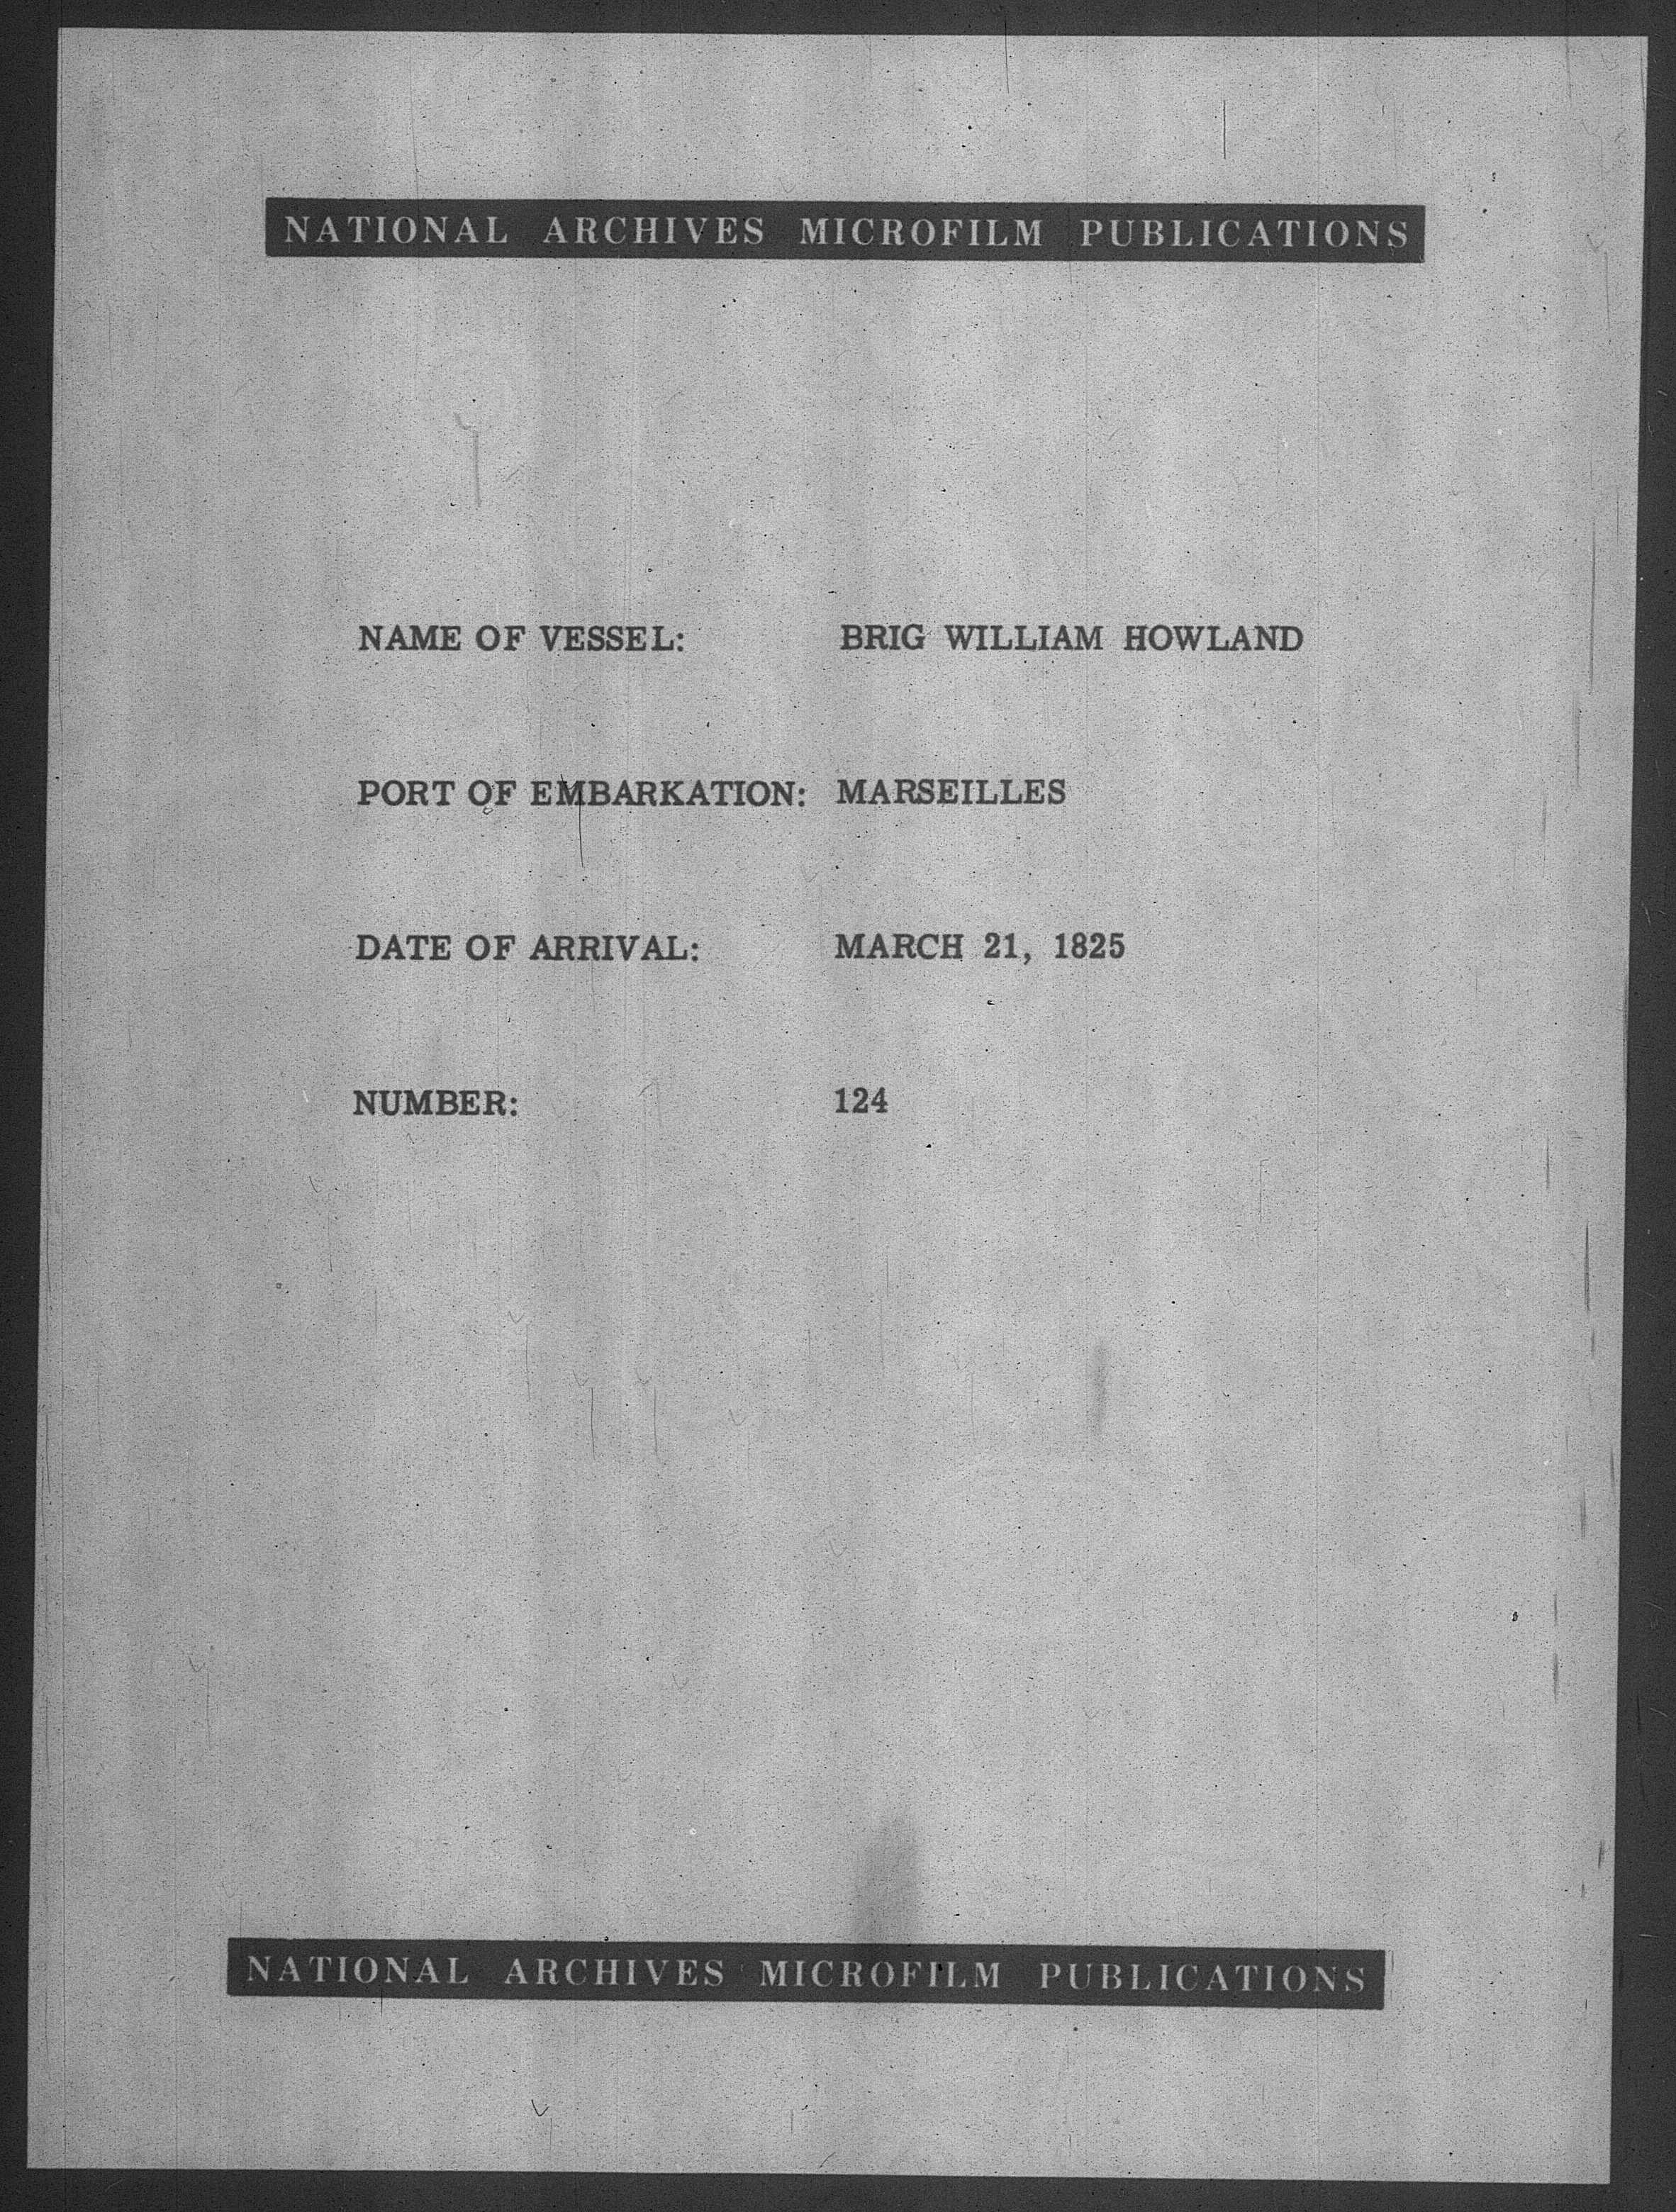 NATIONAL ARCHIVES MICROFILM PUBLICATIONS
NAME OF VESSEL: BRIG WILLIAM HOWLAND
PORT OF EMBARKATION: MARSEILLES
DATE OF ARRIVAL: MARCH 21, 1825
NUMBER: 124
NATIONAL ARCHIVES MICROFILM PUBLICATIONS